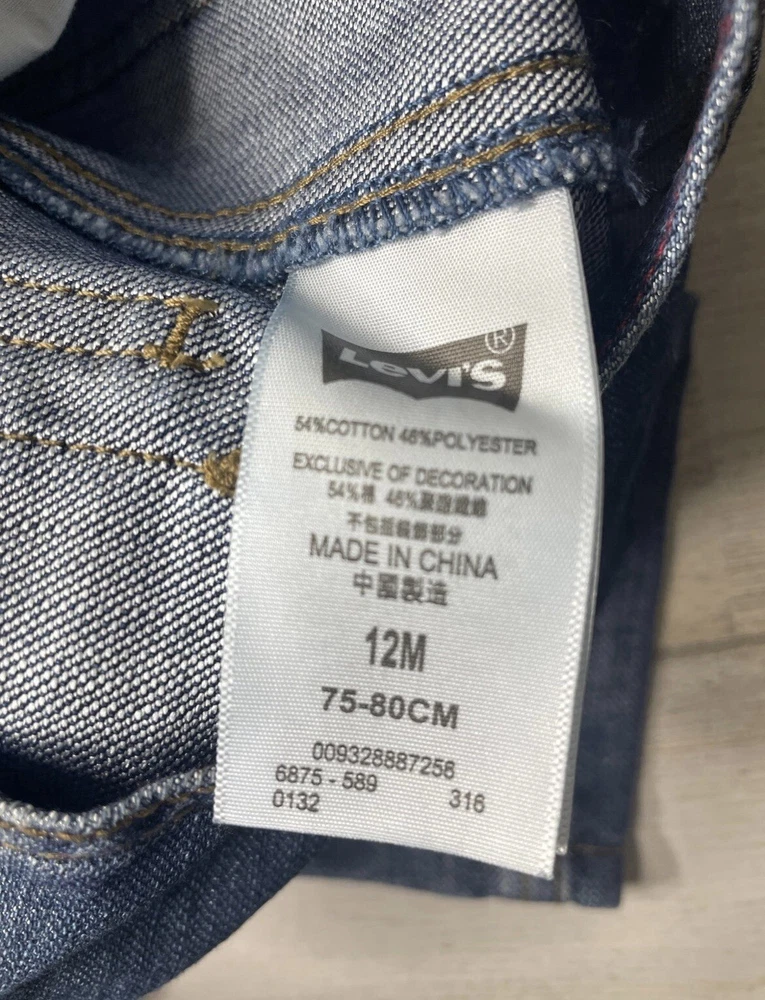 Levi's®
54%COTTON 46%POLYESTER
EXCLUSIVE OF DECORATION
54%棉 46%聚酯纖維
不包括裝飾部分
MADE IN CHINA
中國製造
12M
75-80CM
009328887256
6875 - 589
0132 316